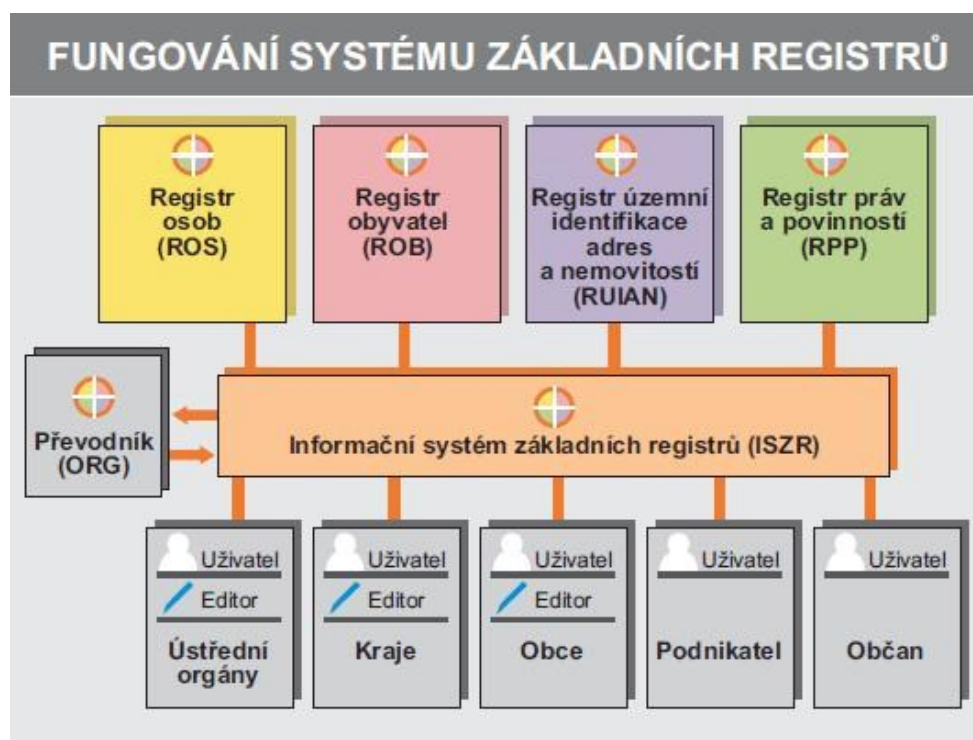 FUNGOVÁNÍ SYSTÉMU ZÁKLADNÍCH REGISTRŮ
Registr
osob
(ROS)
Registr
obyvatel
(ROB)
Registr územní
identifikace
adres
a nemovitostí
(RUIAN)
Registr práv
a povinností
(RPP)
Převodník
(ORG)
Informační systém základních registrů (ISZR)
Uživatel
Editor
Ústřední
orgány
Uživatel
Editor
Kraje
Uživatel
Editor
Obce
Uživatel
Podnikatel
Uživatel
Občan